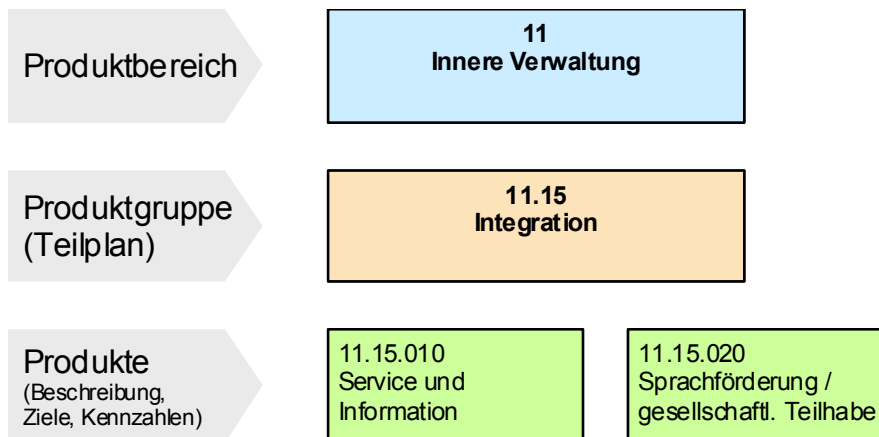 Produktbereich
11
Innere Verwaltung
Produktgruppe
(Teilplan)
11.15
Integration
Produkte
(Beschreibung,
Ziele, Kennzahlen)
11.15.010
Service und
Information
11.15.020
Sprachförderung /
gesellschaftl. Teilhabe